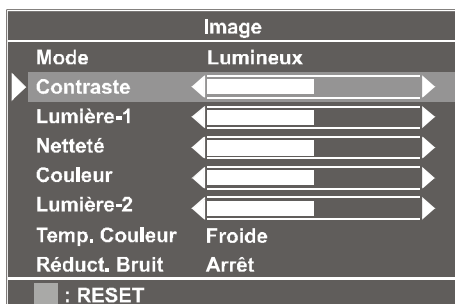 Image
Mode Lumineux
Contraste
Lumière-1
Netteté
Couleur
Lumière-2
Temp. Couleur Froide
Réduct. Bruit Arrêt
: RESET